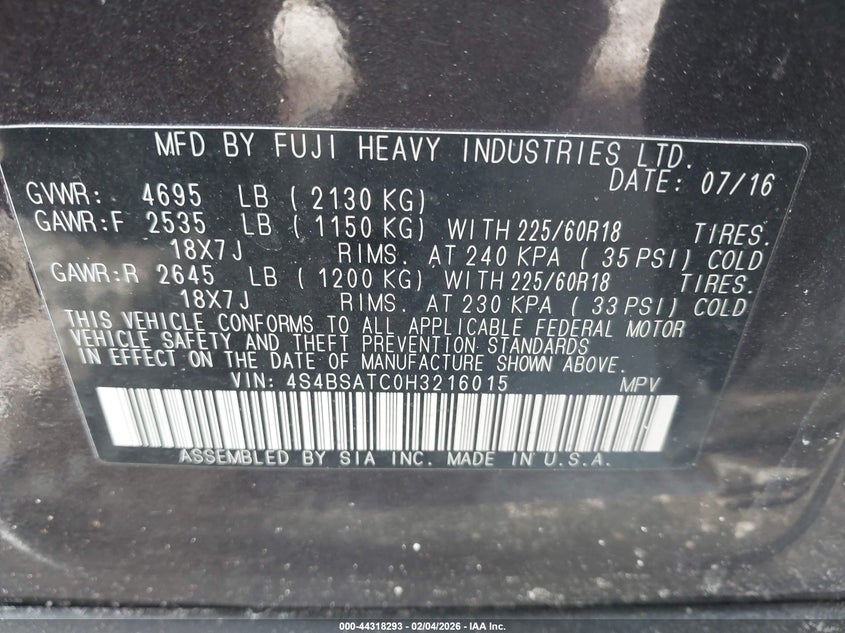 MFD BY FUJI HEAVY INDUSTRIES LTD.
DATE: 07/16
GVWR: 4695 LB ( 2130 KG)
GAWR:F 2535 LB ( 1150 KG) WITH 225/60R18 TIRES.
18X7J RIMS. AT 240 KPA ( 35 PSI) COLD
GAWR:R 2645 LB ( 1200 KG) WITH 225/60R18 TIRES.
18X7J RIMS. AT 230 KPA ( 33 PSI) COLD
THIS VEHICLE CONFORMS TO ALL APPLICABLE FEDERAL MOTOR
VEHICLE SAFETY AND THEFT PREVENTION STANDARDS
IN EFFECT ON THE DATE OF MANUFACTURE SHOWN ABOVE.
VIN: 4S4BSATC0H3216015 MPV
ASSEMBLED BY SIA INC. MADE IN U.S.A.
000-44318293 - 02/04/2026 - IAA Inc.